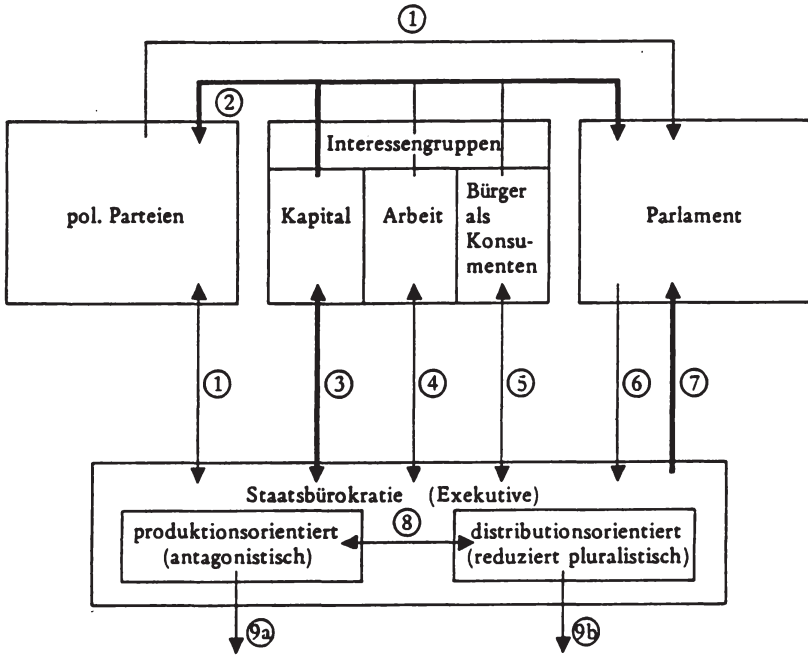 ①
②
Interessengruppen
pol. Parteien
Kapital
Arbeit
Bürger
als
Konsu-
menten
Parlament
①
③
④
⑤
⑥
⑦
Staatsbürokratie (Exekutive)
produktionsorientiert
(antagonistisch)
⑧
distributionsorientiert
(reduziert pluralistisch)
9a
9b